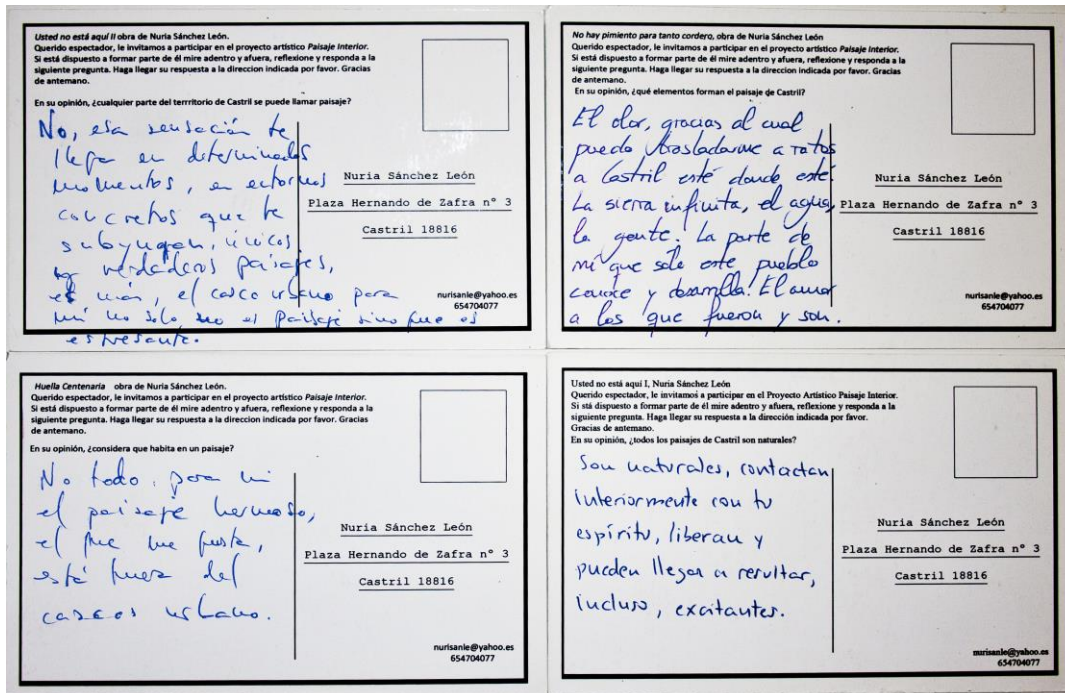 Usted no está aquí II obra de Nuria Sánchez León.
Querido espectador, le invitamos a participar en el proyecto artístico Paisaje Interior.
Si está dispuesto a formar parte de él mire adentro y afuera, reflexione y responda a la
siguiente pregunta. Haga llegar su respuesta a la direccion indicada por favor. Gracias
de antemano.
En su opinión, ¿cualquier parte del terrritorio de Castril se puede llamar paisaje?
No, esa sensación te
llega en determinados
momentos, en entornos
concretos que te
subyugan, únicos
verdaderos paisajes,
es más, el casco urbano para
mí no solo no es paisaje sino que es
estresante.
Nuria Sánchez León
Plaza Hernando de Zafra nº 3
Castril 18816
nurisanle@yahoo.es
654704077
No hay pimiento para tanto cordero, obra de Nuria Sánchez León
Querido espectador, le invitamos a participar en el proyecto artístico Paisaje Interior.
Si está dispuesto a formar parte de él mire adentro y afuera, reflexione y responda a la
siguiente pregunta. Haga llegar su respuesta a la direccion indicada por favor. Gracias
de antemano.
En su opinión, ¿qué elementos forman el paisaje de Castril?
El olor, gracias al cual
puedo trasladarme a ratos
a Castril esté donde esté.
La sierra infinita, el agua,
la gente. La parte de
mí que solo este pueblo
conoce y desarrolla! El amor
a los que fueron y son.
Nuria Sánchez León
Plaza Hernando de Zafra nº 3
Castril 18816
nurisanle@yahoo.es
654704077
Huella Centenaria obra de Nuria Sánchez León.
Querido espectador, le invitamos a participar en el proyecto artístico Paisaje Interior.
Si está dispuesto a formar parte de él mire adentro y afuera, reflexione y responda a la
siguiente pregunta. Haga llegar su respuesta a la direccion indicada por favor. Gracias
de antemano.
En su opinión, ¿considera que habita en un paisaje?
No todo, para mi
el paisaje hermoso,
el que me gusta,
está fuera del
casco urbano.
Nuria Sánchez León
Plaza Hernando de Zafra nº 3
Castril 18816
nurisanle@yahoo.es
654704077
Usted no está aquí I, Nuria Sánchez León
Querido espectador, le invitamos a participar en el Proyecto Artístico Paisaje Interior.
Si stá dispuesto a formar parte de él mire adentro y afuera, reflexione y responda a la
siguiente pregunta. Haga llegar su respuesta a la dirección indicada por favor.
Gracias de antemano.
En su opinión, ¿todos los paisajes de Castril son naturales?
Son naturales, contactan
interiormente con tu
espíritu, liberan y
pueden llegar a resultar,
incluso, excitantes.
Nuria Sánchez León
Plaza Hernando de Zafra nº 3
Castril 18816
nurisanle@yahoo.es
654704077